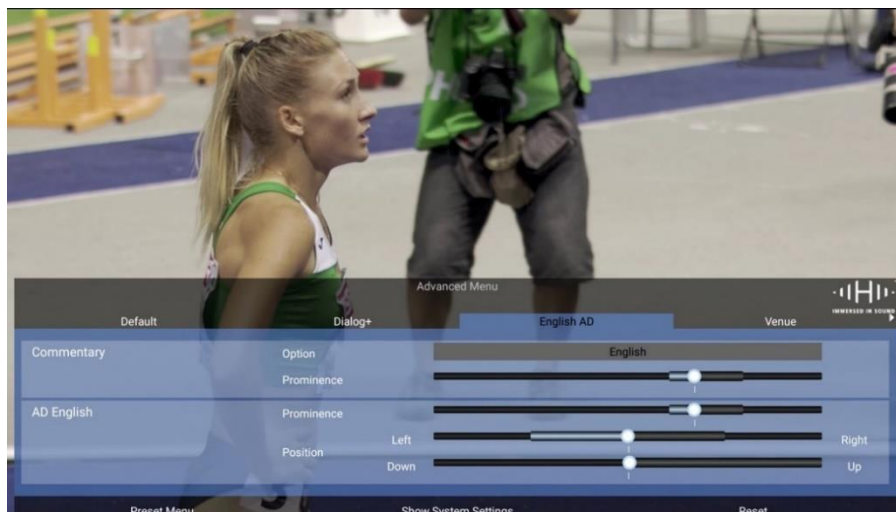 Advanced Menu
IMMERSED IN SOUND
Default Dialog+ English AD Venue
Commentary Option English
Prominence
AD English Prominence
Position Left Right
Down Up
Preset Menu Show System Settings Reset